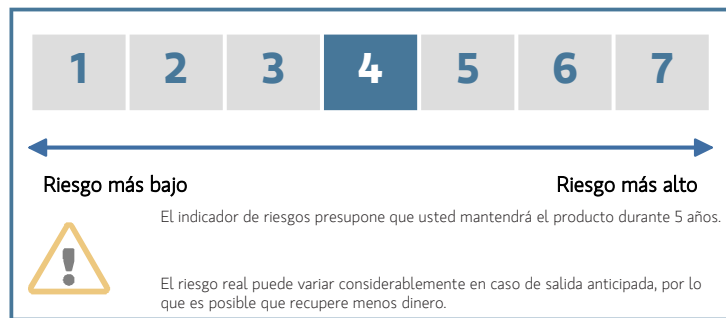 1 2 3 4 5 6 7
Riesgo más bajo Riesgo más alto
El indicador de riesgos presupone que usted mantendrá el producto durante 5 años.
El riesgo real puede variar considerablemente en caso de salida anticipada, por lo
que es posible que recupere menos dinero.